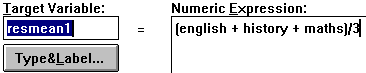 Target Variable: Numeric Expression:
resmean1 = (english + history + maths)/3
Type&Label...